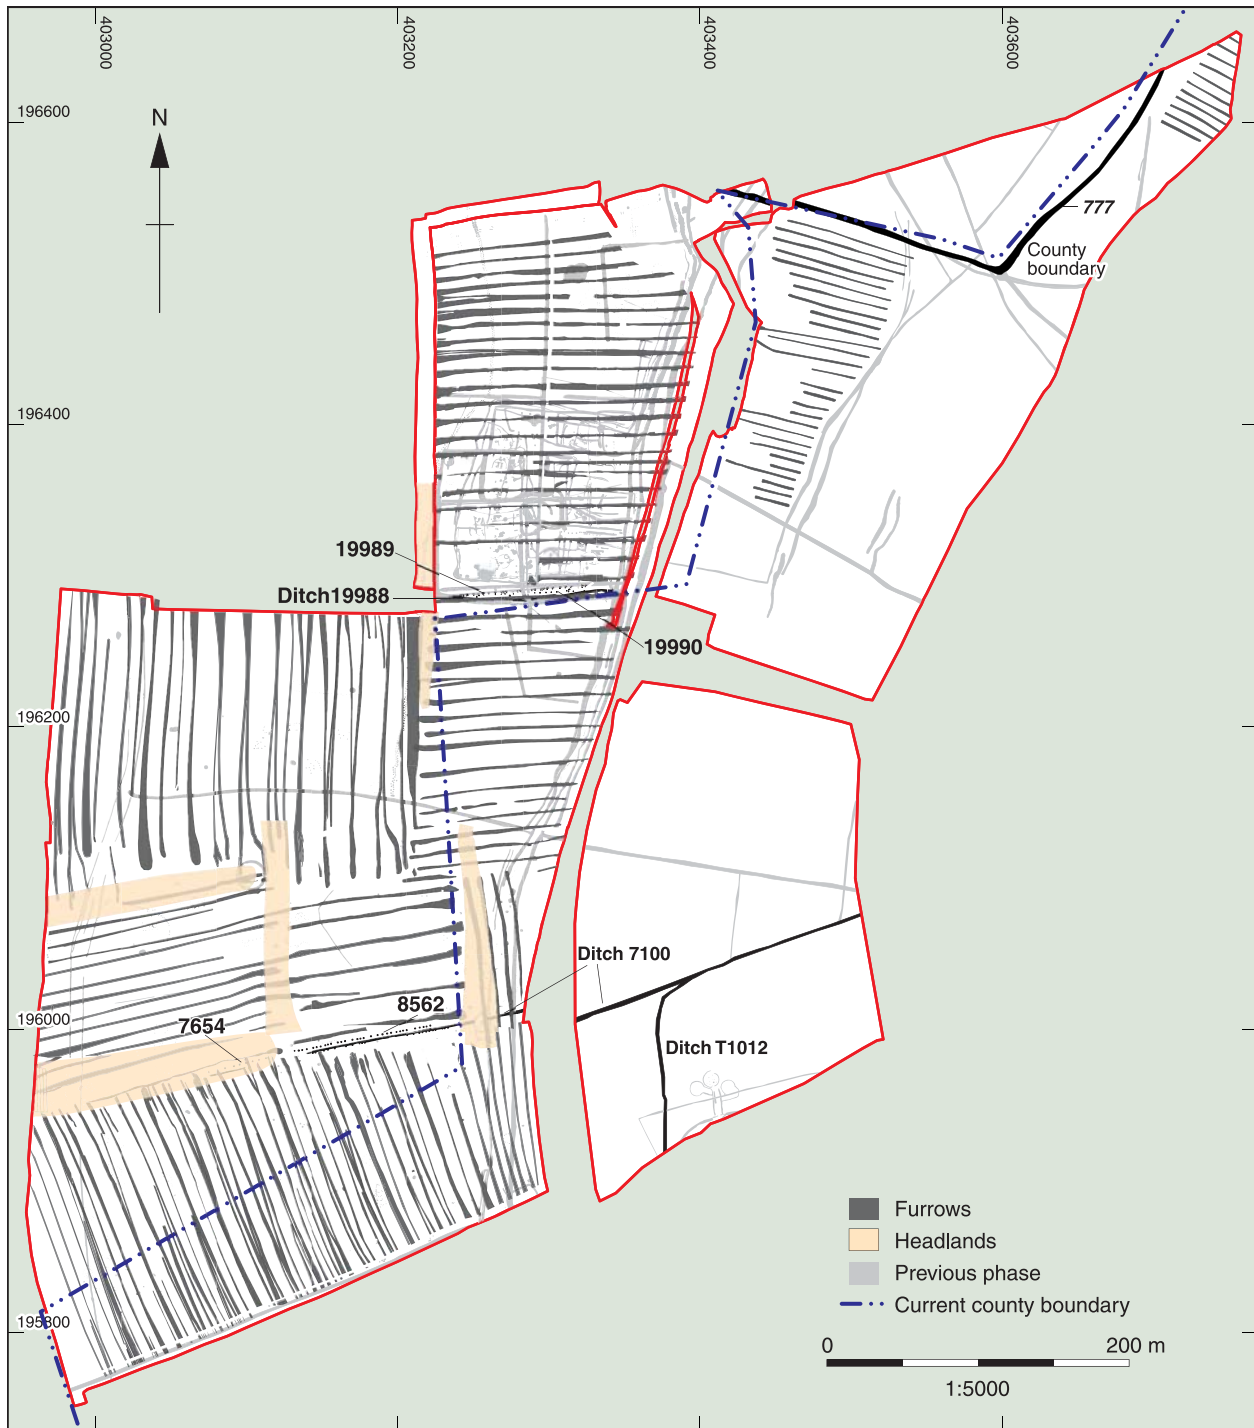 403000
403200
403400
403600
196600
N
777
County
boundary
196400
19989
Ditch19988
19990
196200
Ditch 7100
8562
196000
7654
Ditch T1012
Furrows
Headlands
Previous phase
195800
Current county boundary
0
200 m
1:5000